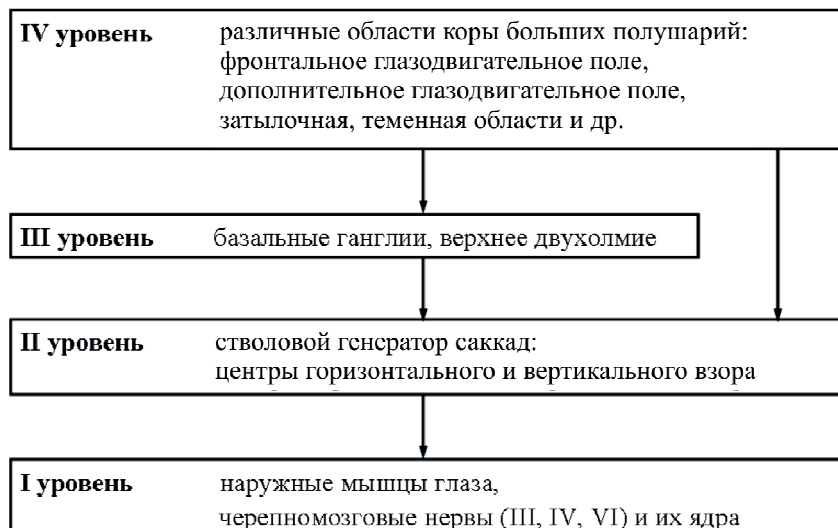 IV уровень различные области коры больших полушарий:
фронтальное глазодвигательное поле,
дополнительное глазодвигательное поле,
затылочная, теменная области и др.
III уровень базальные ганглии, верхнее двухолмие
II уровень стволовой генератор саккад:
центры горизонтального и вертикального взора
I уровень наружные мышцы глаза,
черепномозговые нервы (III, IV, VI) и их ядра